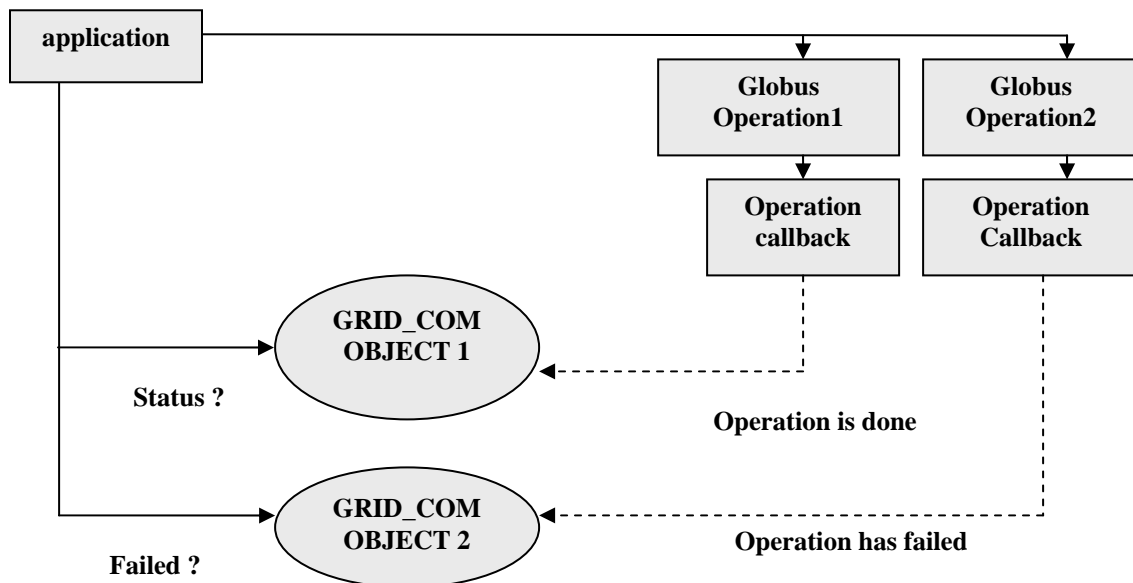 application
Globus
Operation1
Globus
Operation2
Operation
callback
Operation
Callback
GRID_COM
OBJECT 1
Status ?
Operation is done
GRID_COM
OBJECT 2
Operation has failed
Failed ?